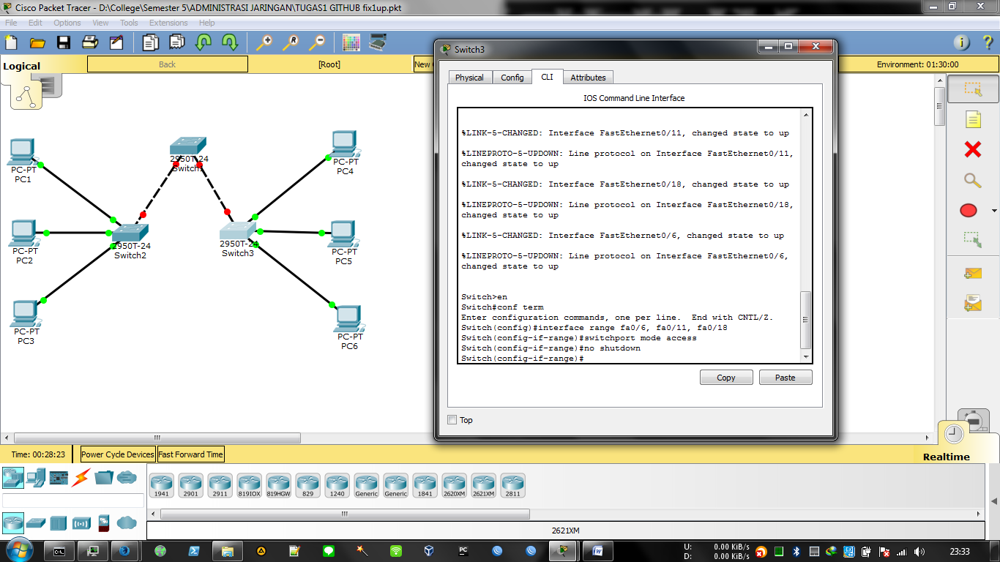 Cisco Packet Tracer - D:\College\Semester 5\ADMINISTRASI JARINGAN\TUGAS1 GITHUB fix1up.pkt
File Edit Options View Tools Extensions Help
Logical Back [Root] New Environment: 01:30:00
Switch3
Physical Config CLI Attributes
IOS Command Line Interface
%LINK-5-CHANGED: Interface FastEthernet0/11, changed state to up
%LINEPROTO-5-UPDOWN: Line protocol on Interface FastEthernet0/11,
changed state to up
%LINK-5-CHANGED: Interface FastEthernet0/18, changed state to up
%LINEPROTO-5-UPDOWN: Line protocol on Interface FastEthernet0/18,
changed state to up
%LINK-5-CHANGED: Interface FastEthernet0/6, changed state to up
%LINEPROTO-5-UPDOWN: Line protocol on Interface FastEthernet0/6,
changed state to up
Switch>en
Switch#conf term
Enter configuration commands, one per line. End with CNTL/Z.
Switch(config)#interface range fa0/6, fa0/11, fa0/18
Switch(config-if-range)#switchport mode access
Switch(config-if-range)#no shutdown
Switch(config-if-range)#
Copy Paste
Top
PC-PT
PC1
2950T-24
PC-PT
PC4
PC-PT
PC2
2950T-24
Switch2
2950T-24
Switch3
PC-PT
PC5
PC-PT
PC3
PC-PT
PC6
Time: 00:28:23 Power Cycle Devices Fast Forward Time
Realtime
1941 2901 2911 819IOX 819HGW 829 1240 Generic Generic 1841 2620XM 2621XM 2811
2621XM
U: 0.00 KiB/s
D: 0.00 KiB/s
23:33